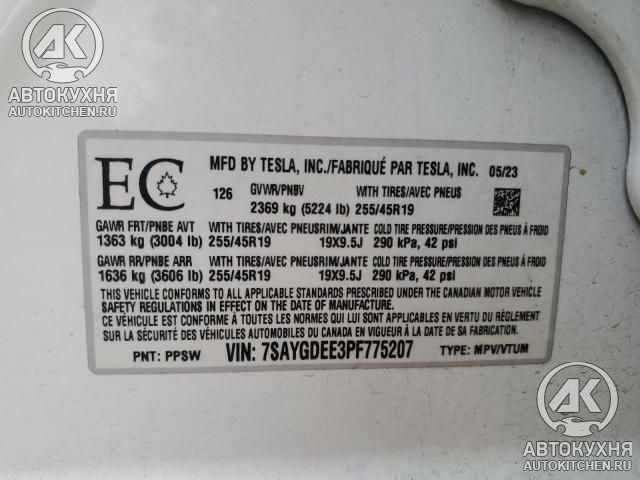 АК
АВТОКУХНЯ
AUTOKITCHEN.RU
EC
MFD BY TESLA, INC./FABRIQUÉ PAR TESLA, INC. 05/23
126 GVWR/PNBV WITH TIRES/AVEC PNEUS
2369 kg (5224 lb) 255/45R19
GAWR FRT/PNBE AVT WITH TIRES/AVEC PNEUS RIM/JANTE COLD TIRE PRESSURE/PRESSION DES PNEUS À FROID
1363 kg (3004 lb) 255/45R19 19X9.5J 290 kPa, 42 psi
GAWR RR/PNBE ARR WITH TIRES/AVEC PNEUS RIM/JANTE COLD TIRE PRESSURE/PRESSION DES PNEUS À FROID
1636 kg (3606 lb) 255/45R19 19X9.5J 290 kPa, 42 psi
THIS VEHICLE CONFORMS TO ALL APPLICABLE STANDARDS PRESCRIBED UNDER THE CANADIAN MOTOR VEHICLE
SAFETY REGULATIONS IN EFFECT ON THE DATE OF MANUFACTURE.
CE VÉHICULE EST CONFORME À TOUTES LES NORMES QUI LUI SONT APPLICABLES EN VERTU DU RÈGLEMENT
SUR LA SÉCURITÉ DES VÉHICULES AUTOMOBILES DU CANADA EN VIGUEUR À LA DATE DE SA FABRICATION.
PNT: PPSW VIN: 7SAYGDEE3PF775207 TYPE: MPV/VTUM
АК
АВТОКУХНЯ
AUTOKITCHEN.RU